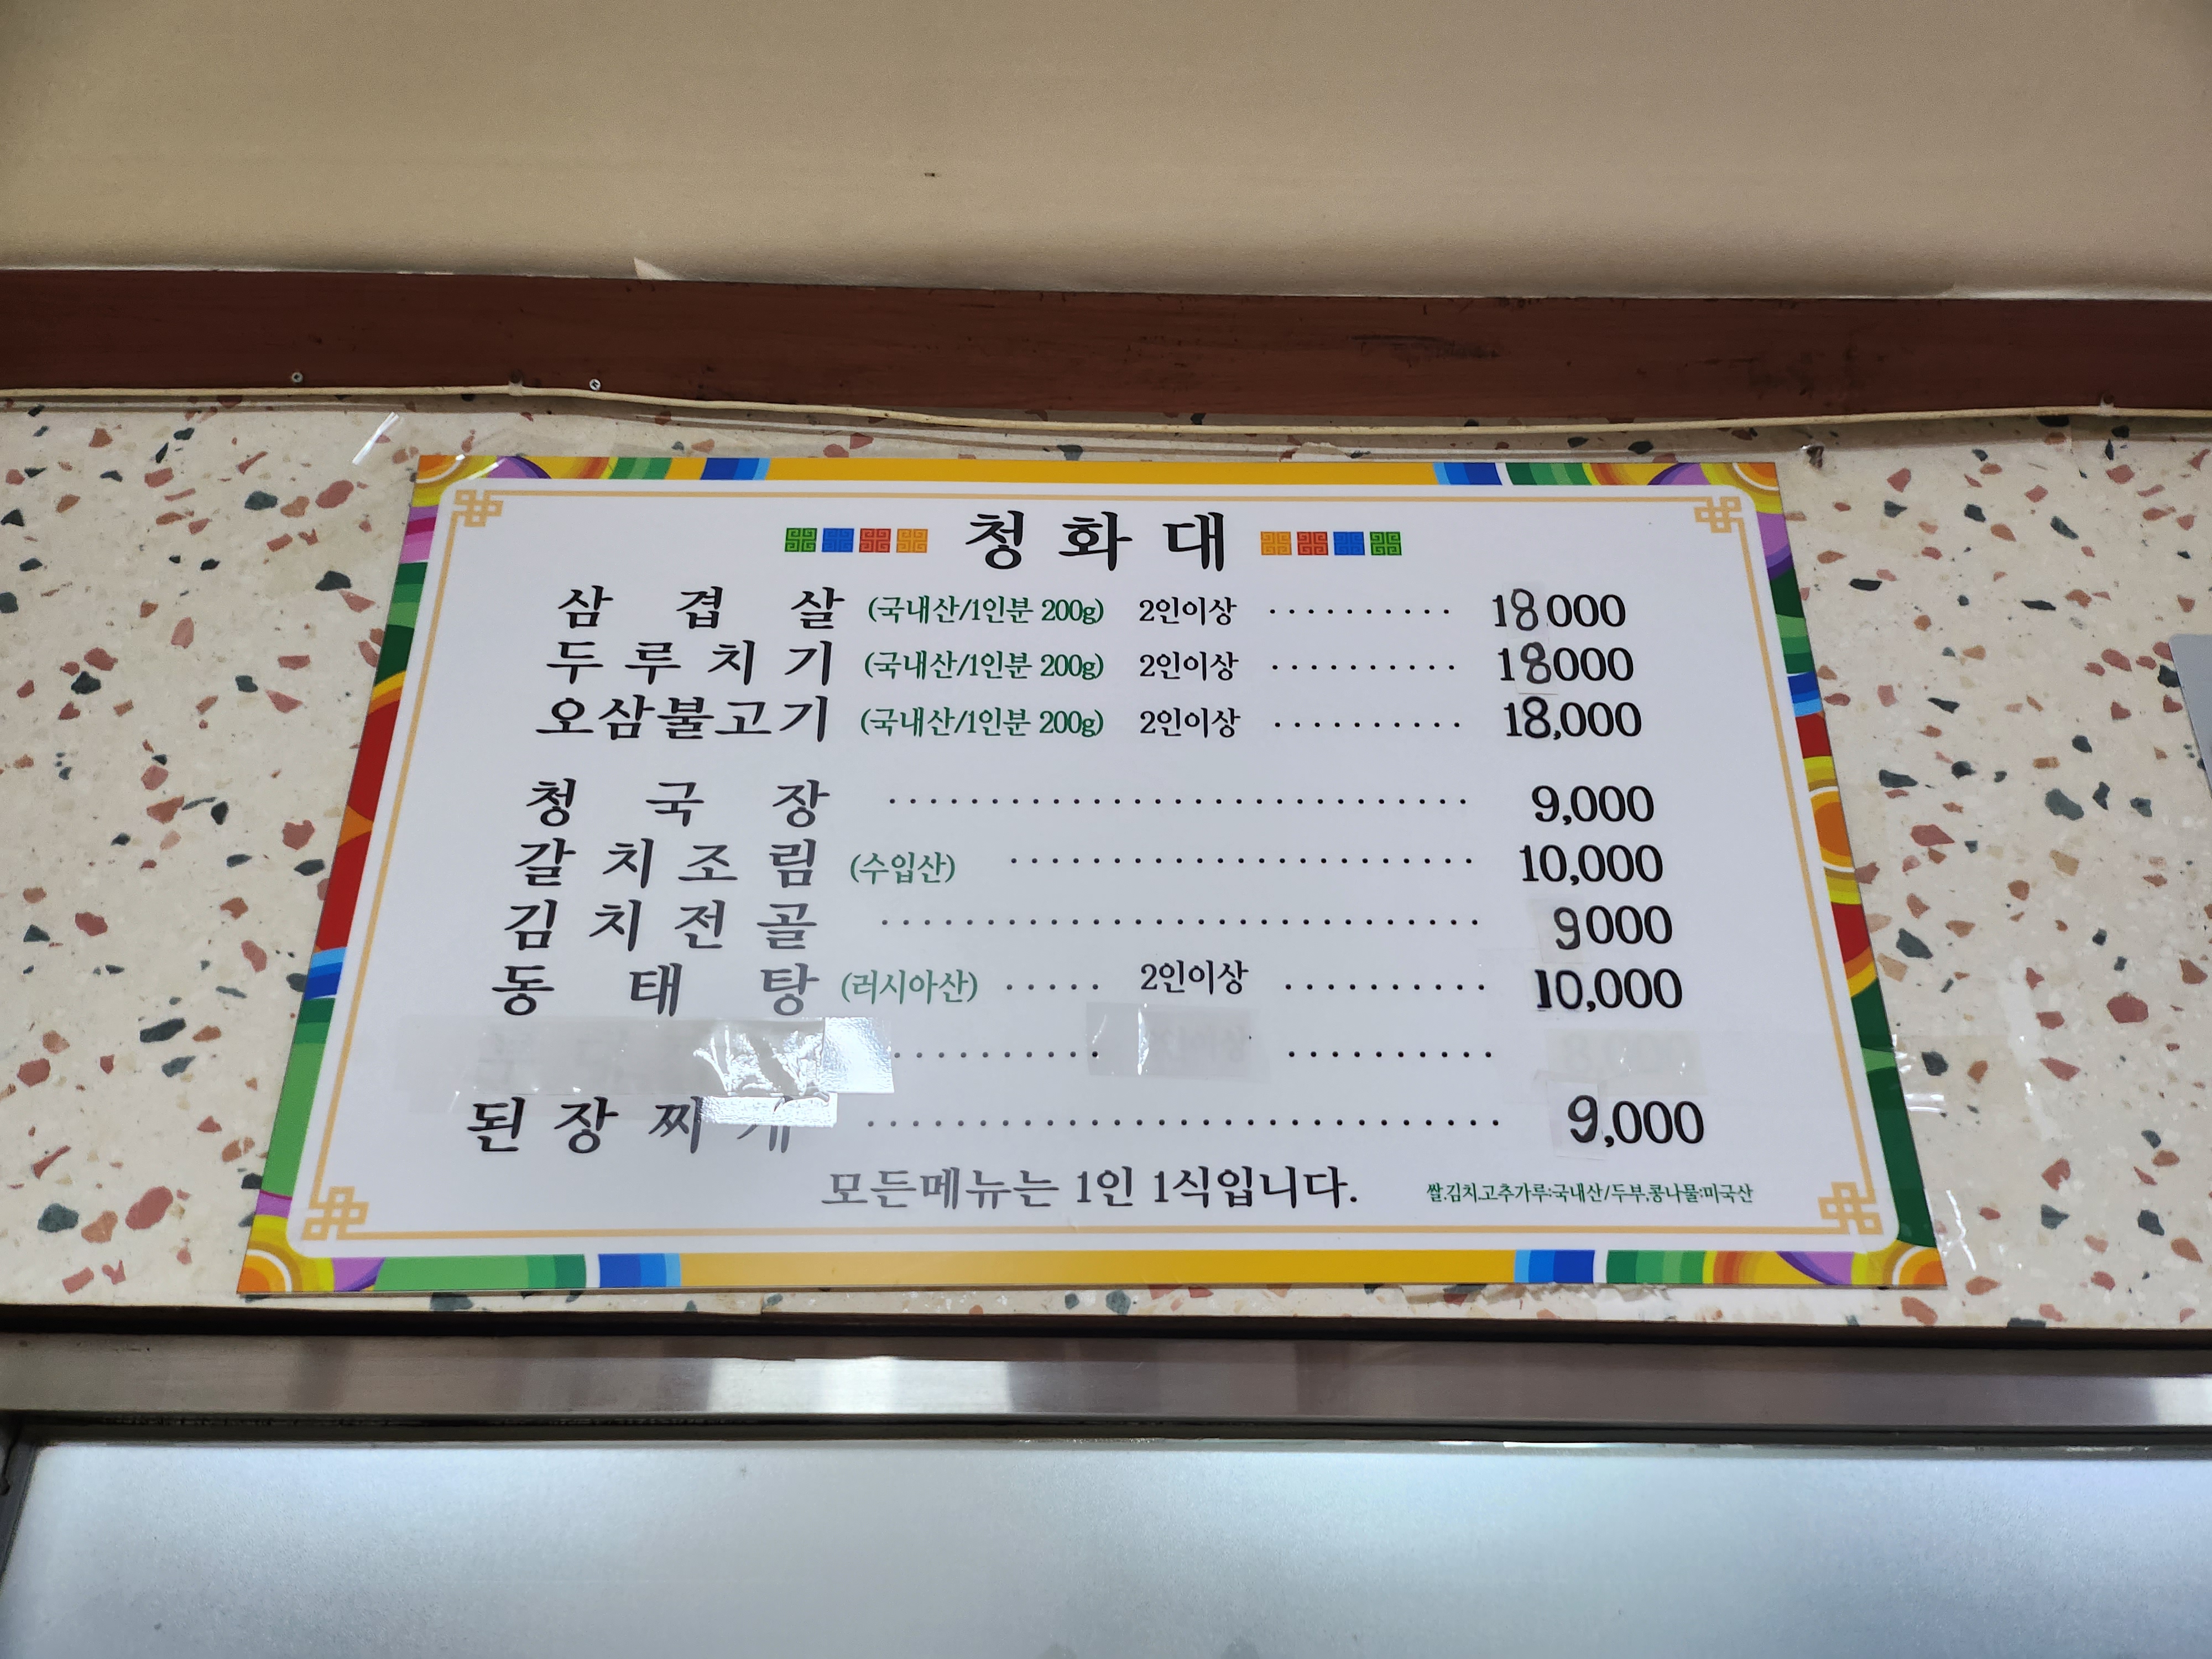 청화대
삼겹살 (국내산/1인분 200g) 2인이상 .......... 18000
두루치기 (국내산/1인분 200g) 2인이상 .......... 18000
오삼불고기 (국내산/1인분 200g) 2인이상 .......... 18,000
청국장 .............................. 9,000
갈치조림 (수입산) ........................ 10,000
김치전골 .............................. 9000
동태탕 (러시아산) ..... 2인이상 .......... 10,000
된장찌개 .............................. 9,000
모든메뉴는 1인 1식입니다.
쌀.김치.고추가루:국내산/두부,콩나물:미국산